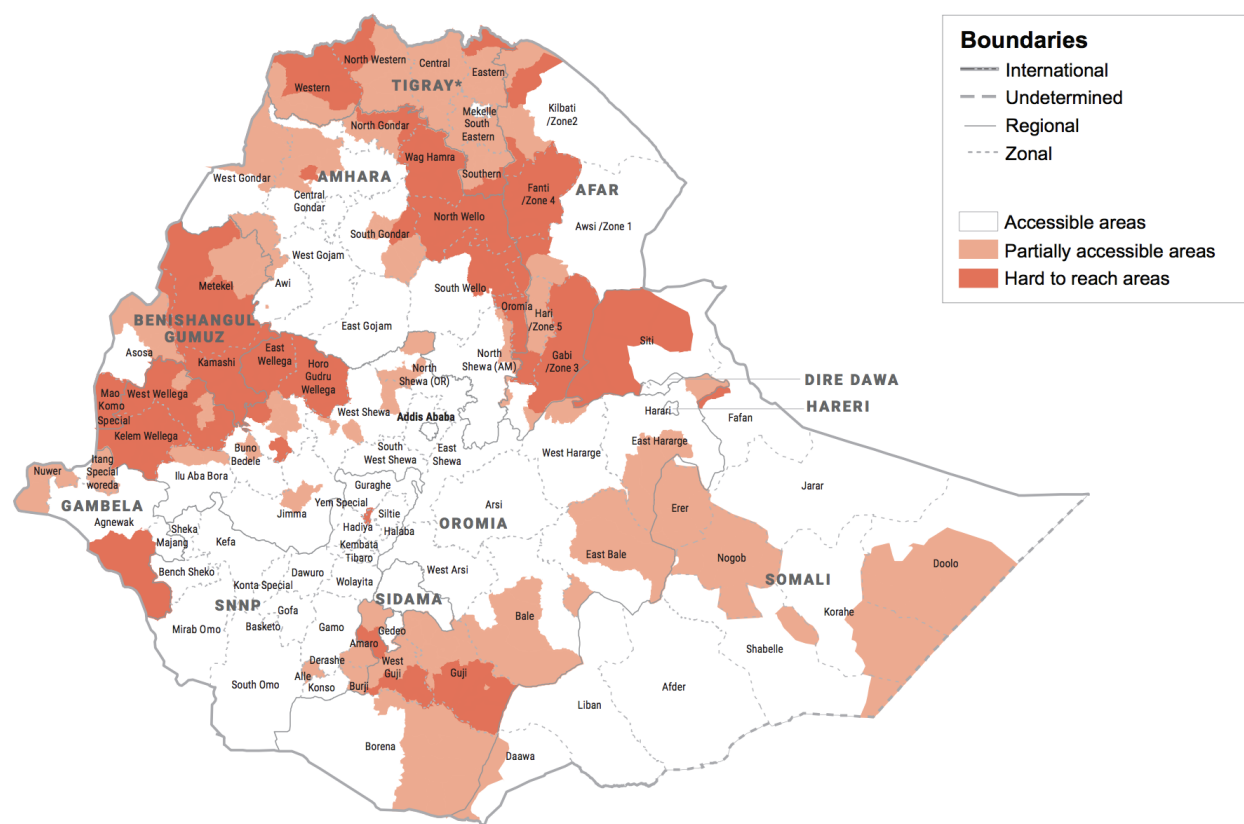 Boundaries
International
Undetermined
Regional
Zonal
Accessible areas
Partially accessible areas
Hard to reach areas
North Western
Central
Eastern
TIGRAY*
Western
Kilbati
/Zone2
Mekelle
South
Eastern
North Gondar
Wag Hamra
Southern
West Gondar
AMHARA
Fanti
/Zone 4
AFAR
Central
Gondar
North Wello
Awsi /Zone 1
South Gondar
West Gojam
Metekel
Awi
South Wello
BENISHANGUL
GUMUZ
Oromia
Hari
/Zone 5
East Gojam
Siti
Asosa
Kamashi
East
Wellega
Horo
Gudru
Wellega
North
Shewa (OR)
North
Shewa (AM)
Gabi
/Zone 3
DIRE DAWA
Mao
Komo
Special
West Wellega
West Shewa
Addis Ababa
Harari
HARERI
Fafan
Kelem Wellega
Buno
Bedele
South
West Shewa
East
Shewa
West Hararge
East Hararge
Nuwer
Itang
Special
woreda
Ilu Aba Bora
Guraghe
Jarar
GAMBELA
Agnewak
Jimma
Yem Special
Siltie
Arsi
Erer
OROMIA
Sheka
Majang
Kefa
Hadiya
Halaba
Kembata
Tibaro
East Bale
Nogob
Doolo
Bench Sheko
Konta Special
Dawuro
Wolayita
West Arsi
SOMALI
SNNP
SIDAMA
Gofa
Korahe
Mirab Omo
Basketo
Gamo
Gedeo
Bale
Amaro
Shabelle
Derashe
West
Guji
Guji
Alle
Konso
Burji
South Omo
Afder
Liban
Borena
Daawa